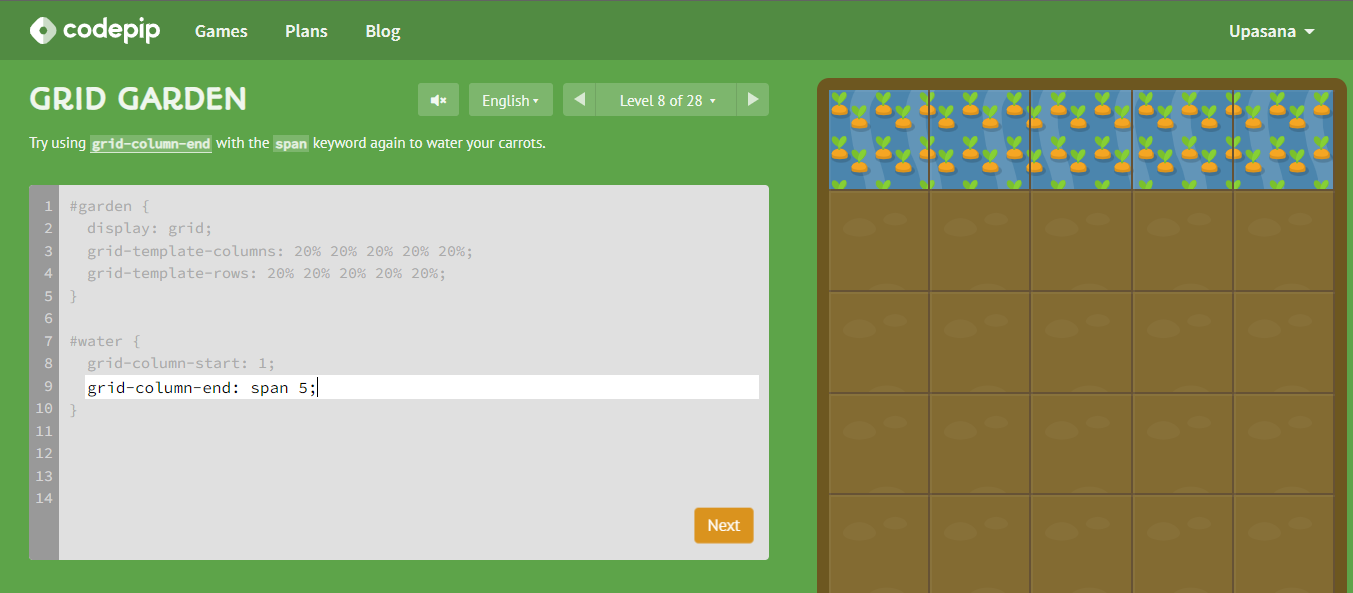 codepip Games Plans Blog Upasana
GRID GARDEN English Level 8 of 28
Try using grid-column-end with the span keyword again to water your carrots.
1 #garden {
2 display: grid;
3 grid-template-columns: 20% 20% 20% 20% 20%;
4 grid-template-rows: 20% 20% 20% 20% 20%;
5 }
6
7 #water {
8 grid-column-start: 1;
9 grid-column-end: span 5;
10 }
11
12
13
14
Next